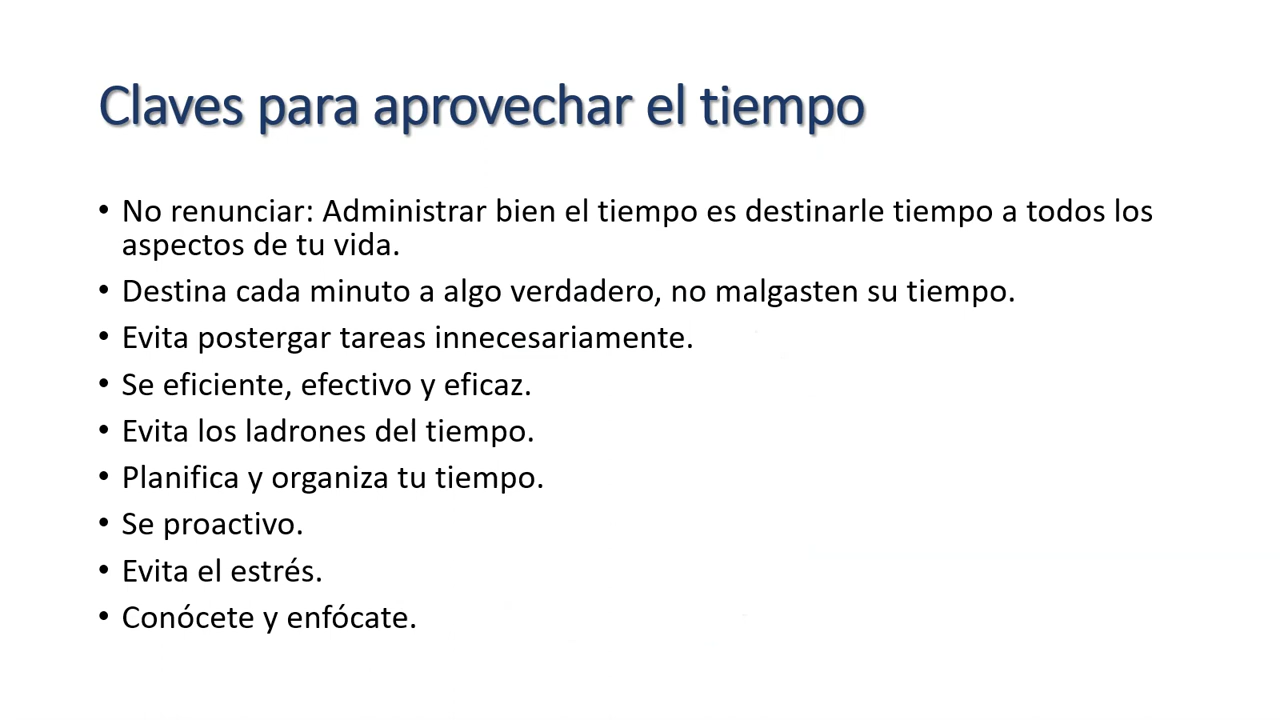 Claves para aprovechar el tiempo
• No renunciar: Administrar bien el tiempo es destinarle tiempo a todos los
aspectos de tu vida.
• Destina cada minuto a algo verdadero, no malgasten su tiempo.
• Evita postergar tareas innecesariamente.
• Se eficiente, efectivo y eficaz.
• Evita los ladrones del tiempo.
• Planifica y organiza tu tiempo.
• Se proactivo.
• Evita el estrés.
• Conócete y enfócate.